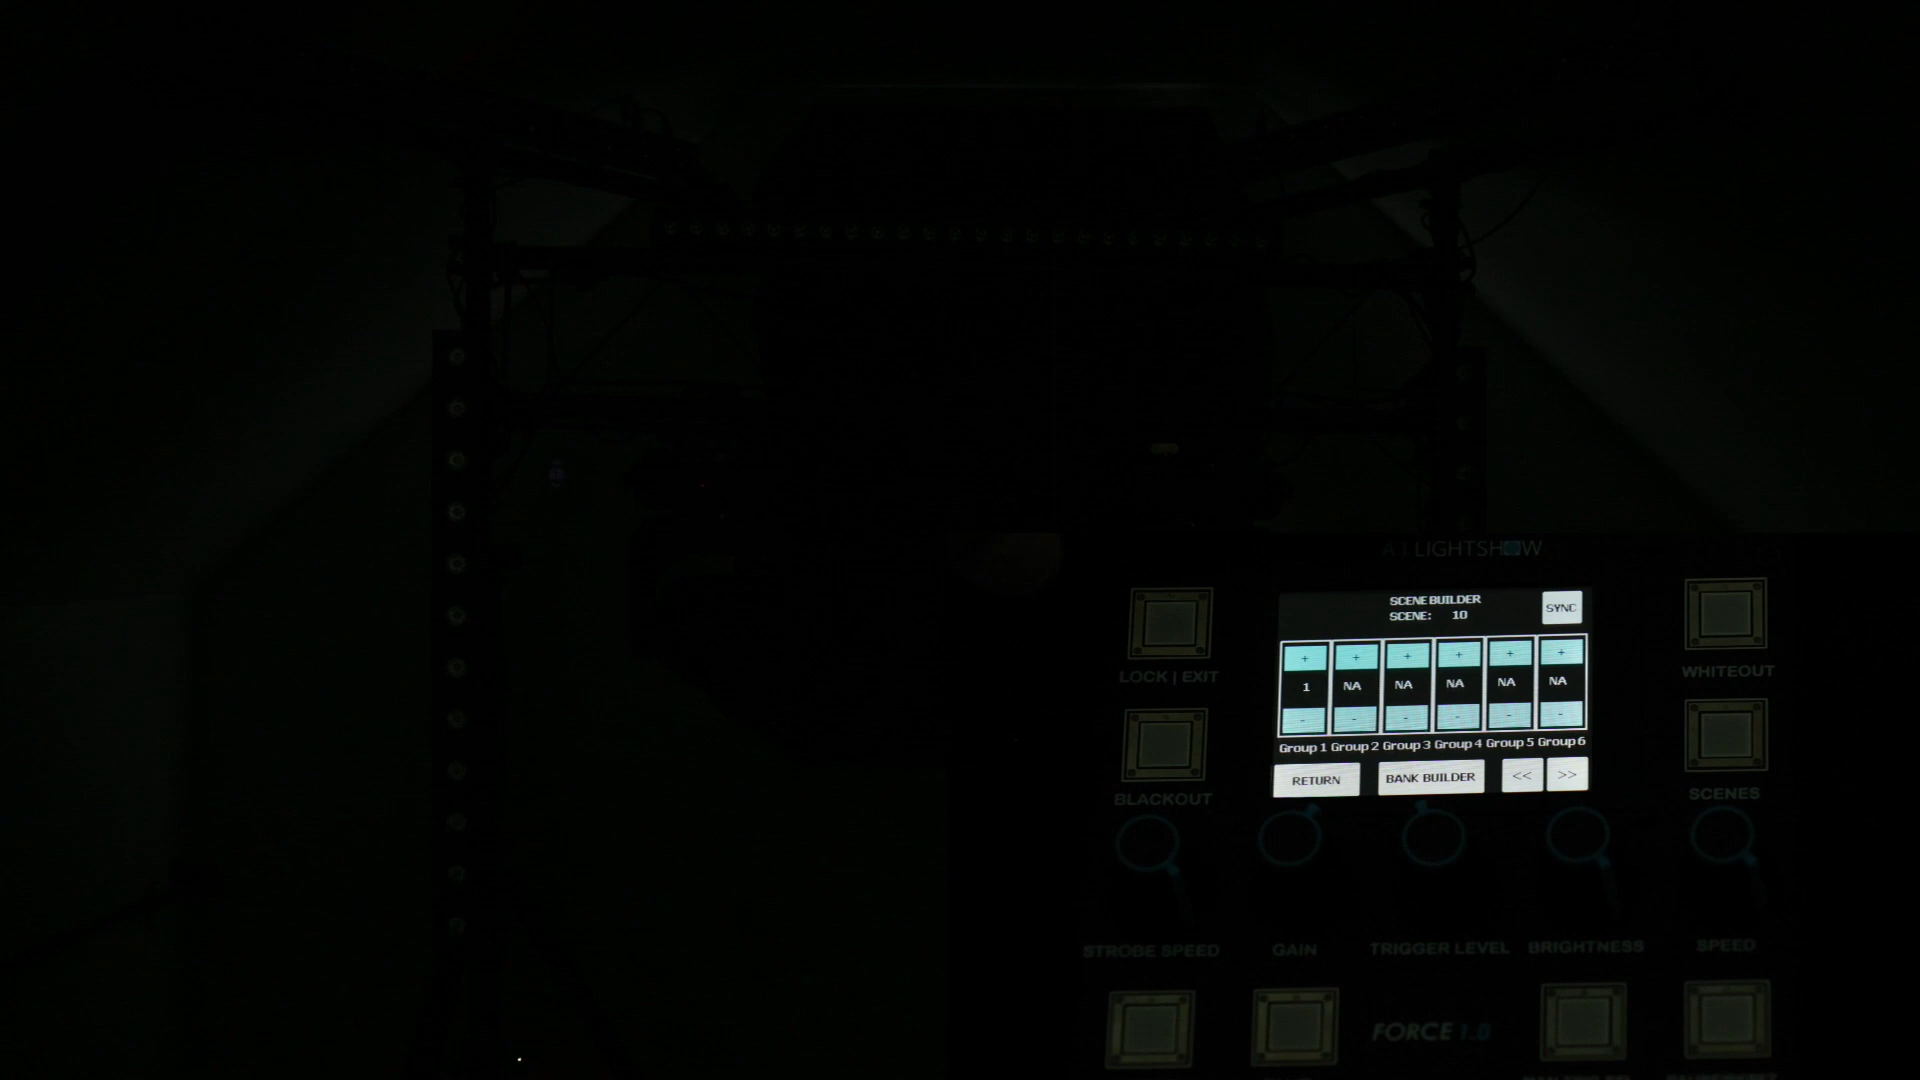 LIGHTSHOW
SCENE BUILDER
SCENE: 10
SYNC
+ + + + + +
1 NA NA NA NA NA
- - - - - -
Group 1 Group 2 Group 3 Group 4 Group 5 Group 6
RETURN BANK BUILDER << >>
LOCK | EXIT
WHITEOUT
BLACKOUT
SCENES
STROBE SPEED GAIN TRIGGER LEVEL BRIGHTNESS SPEED
FORCE 1.0